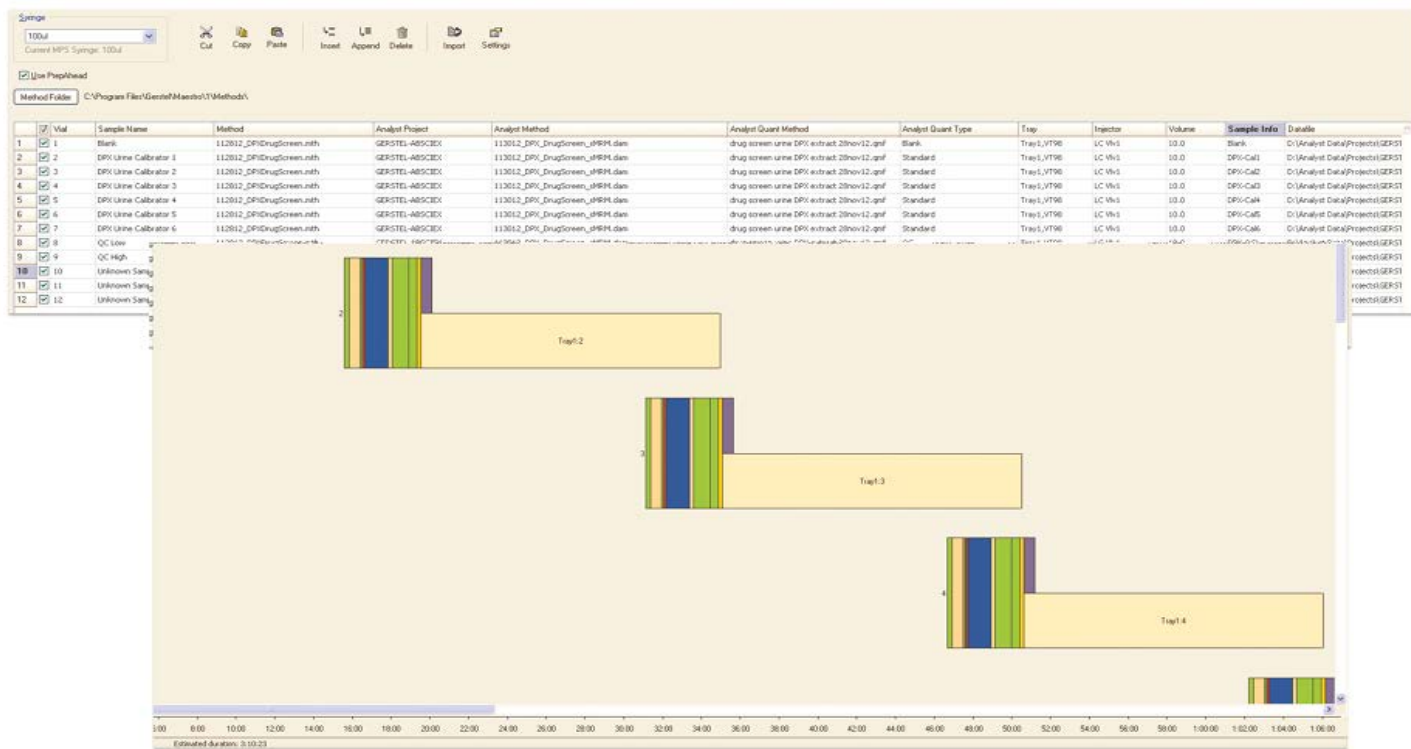 Syringe
100ul
Current MPS Syringe: 100ul
Cut Copy Paste Insert Append Delete Import Settings
Use PrepAhead
Method Folder C:\Program Files\Gerstel\Maestro\1\Methods\
Vial Sample Name Method Analyst Project Analyst Method Analyst Quant Method Analyst Quant Type Tray Injector Volume Sample Info Datafile
1 1 Blank 112812_DPXDrugScreen.mth GERSTEL-ABSCIEX 113012_DPX_DrugScreen_sMRM.dam drug screen urine DPX extract 28nov12.qmf Blank Tray1,VT98 LC Vlv1 10.0 Blank D:\Analyst Data\Projects\GERST
2 2 DPX Urine Calibrator 1 112812_DPXDrugScreen.mth GERSTEL-ABSCIEX 113012_DPX_DrugScreen_sMRM.dam drug screen urine DPX extract 28nov12.qmf Standard Tray1,VT98 LC Vlv1 10.0 DPX-Cal1 D:\Analyst Data\Projects\GERST
3 3 DPX Urine Calibrator 2 112812_DPXDrugScreen.mth GERSTEL-ABSCIEX 113012_DPX_DrugScreen_sMRM.dam drug screen urine DPX extract 28nov12.qmf Standard Tray1,VT98 LC Vlv1 10.0 DPX-Cal2 D:\Analyst Data\Projects\GERST
4 4 DPX Urine Calibrator 3 112812_DPXDrugScreen.mth GERSTEL-ABSCIEX 113012_DPX_DrugScreen_sMRM.dam drug screen urine DPX extract 28nov12.qmf Standard Tray1,VT98 LC Vlv1 10.0 DPX-Cal3 D:\Analyst Data\Projects\GERST
5 5 DPX Urine Calibrator 4 112812_DPXDrugScreen.mth GERSTEL-ABSCIEX 113012_DPX_DrugScreen_sMRM.dam drug screen urine DPX extract 28nov12.qmf Standard Tray1,VT98 LC Vlv1 10.0 DPX-Cal4 D:\Analyst Data\Projects\GERST
6 6 DPX Urine Calibrator 5 112812_DPXDrugScreen.mth GERSTEL-ABSCIEX 113012_DPX_DrugScreen_sMRM.dam drug screen urine DPX extract 28nov12.qmf Standard Tray1,VT98 LC Vlv1 10.0 DPX-Cal5 D:\Analyst Data\Projects\GERST
7 7 DPX Urine Calibrator 6 112812_DPXDrugScreen.mth GERSTEL-ABSCIEX 113012_DPX_DrugScreen_sMRM.dam drug screen urine DPX extract 28nov12.qmf Standard Tray1,VT98 LC Vlv1 10.0 DPX-Cal6 D:\Analyst Data\Projects\GERST
8 8 QC Low
9 9 QC High rojects\GERST
10 10 Unknown Sam rojects\GERST
11 11 Unknown Sam rojects\GERST
12 12 Unknown Sam rojects\GERST
2
Tray1:2
3
Tray1:3
4
Tray1:4
8:00 10:00 12:00 14:00 16:00 18:00 20:00 22:00 24:00 26:00 28:00 30:00 32:00 34:00 36:00 38:00 40:00 42:00 44:00 46:00 48:00 50:00 52:00 54:00 56:00 58:00 1:00:00 1:02:00 1:04:00 1:06:00
Estimated duration: 3:10:23